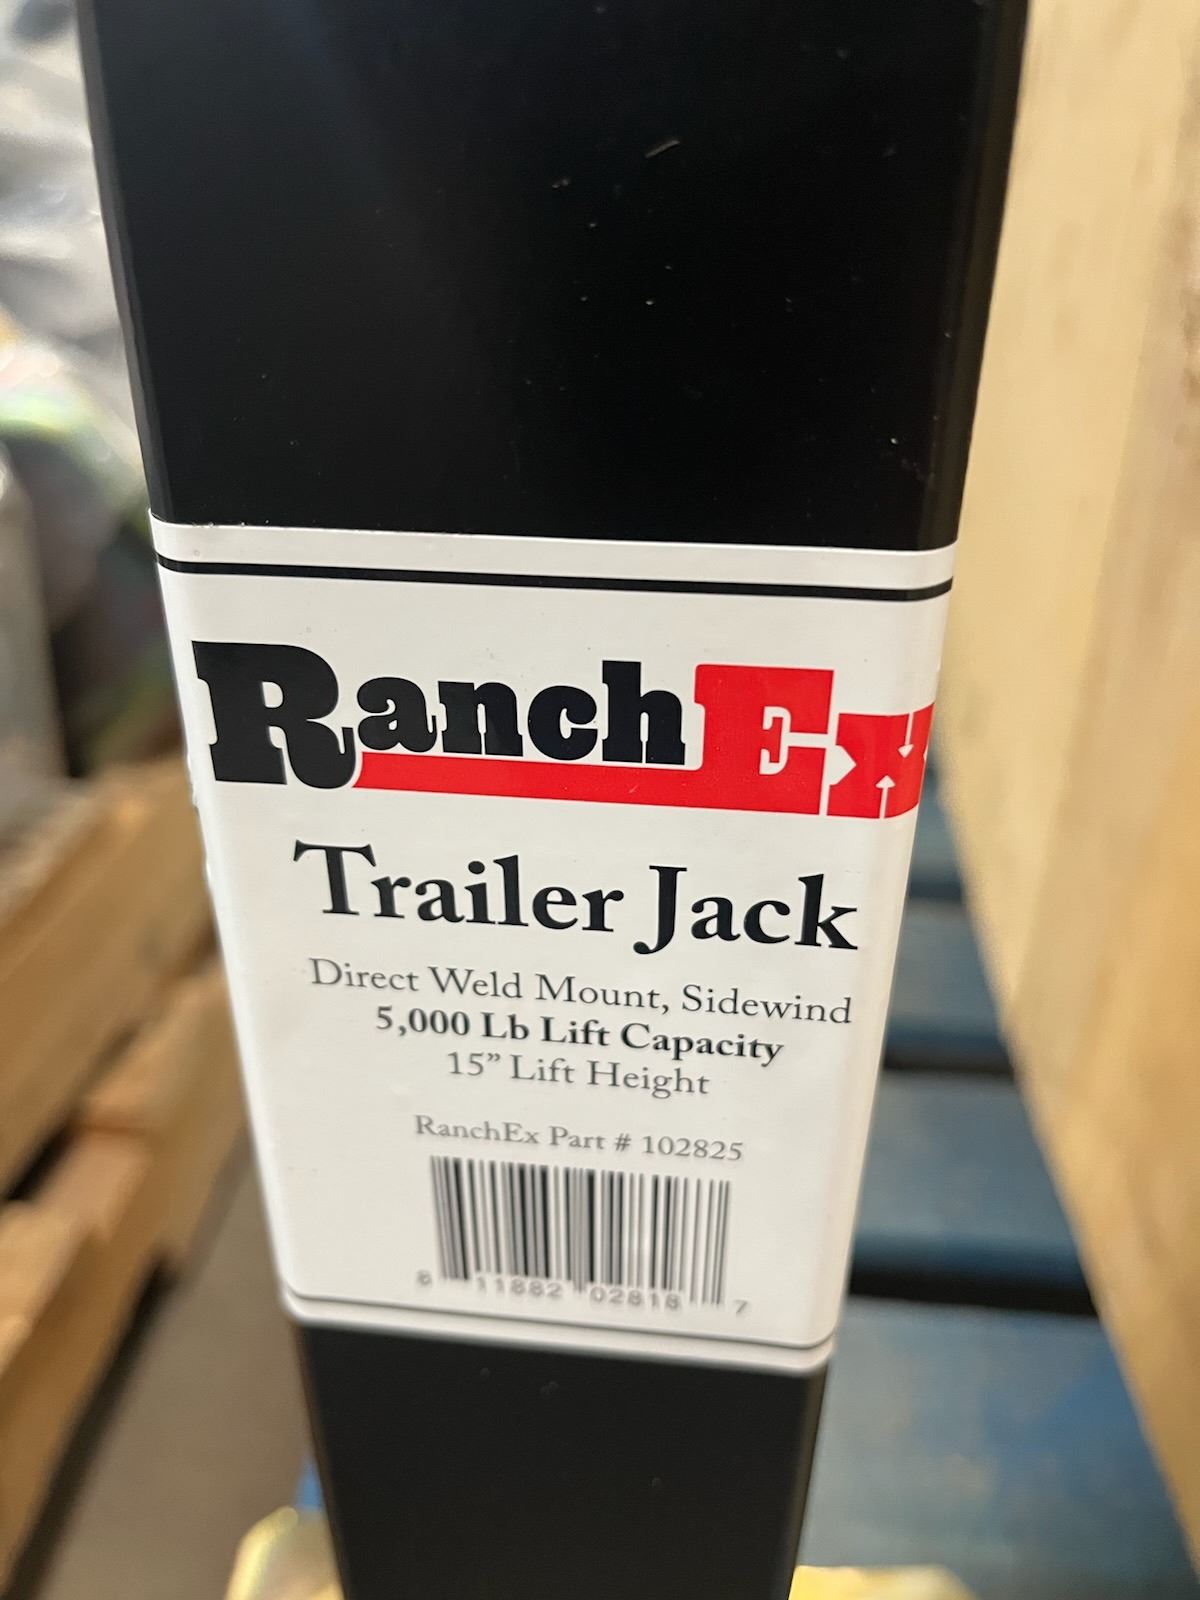 RanchEx
Trailer Jack
Direct Weld Mount, Sidewind
5,000 Lb Lift Capacity
15” Lift Height
RanchEx Part # 102825
8 11882 02818 7